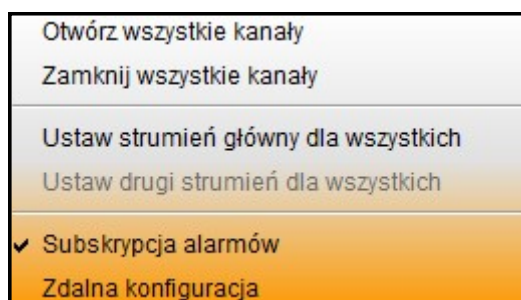 Otwórz wszystkie kanały
Zamknij wszystkie kanały
Ustaw strumień główny dla wszystkich
Ustaw drugi strumień dla wszystkich
Subskrypcja alarmów
Zdalna konfiguracja